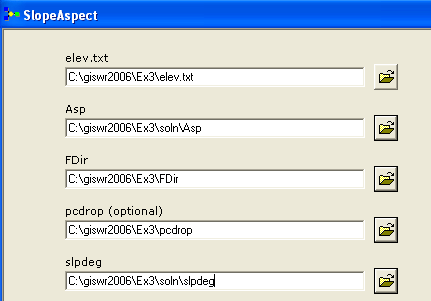 SlopeAspect
elev.txt
C:\giswr2006\Ex3\elev.txt
Asp
C:\giswr2006\Ex3\soln\Asp
FDir
C:\giswr2006\Ex3\FDir
pcdrop (optional)
C:\giswr2006\Ex3\pcdrop
slpdeg
C:\giswr2006\Ex3\soln\slpdeg